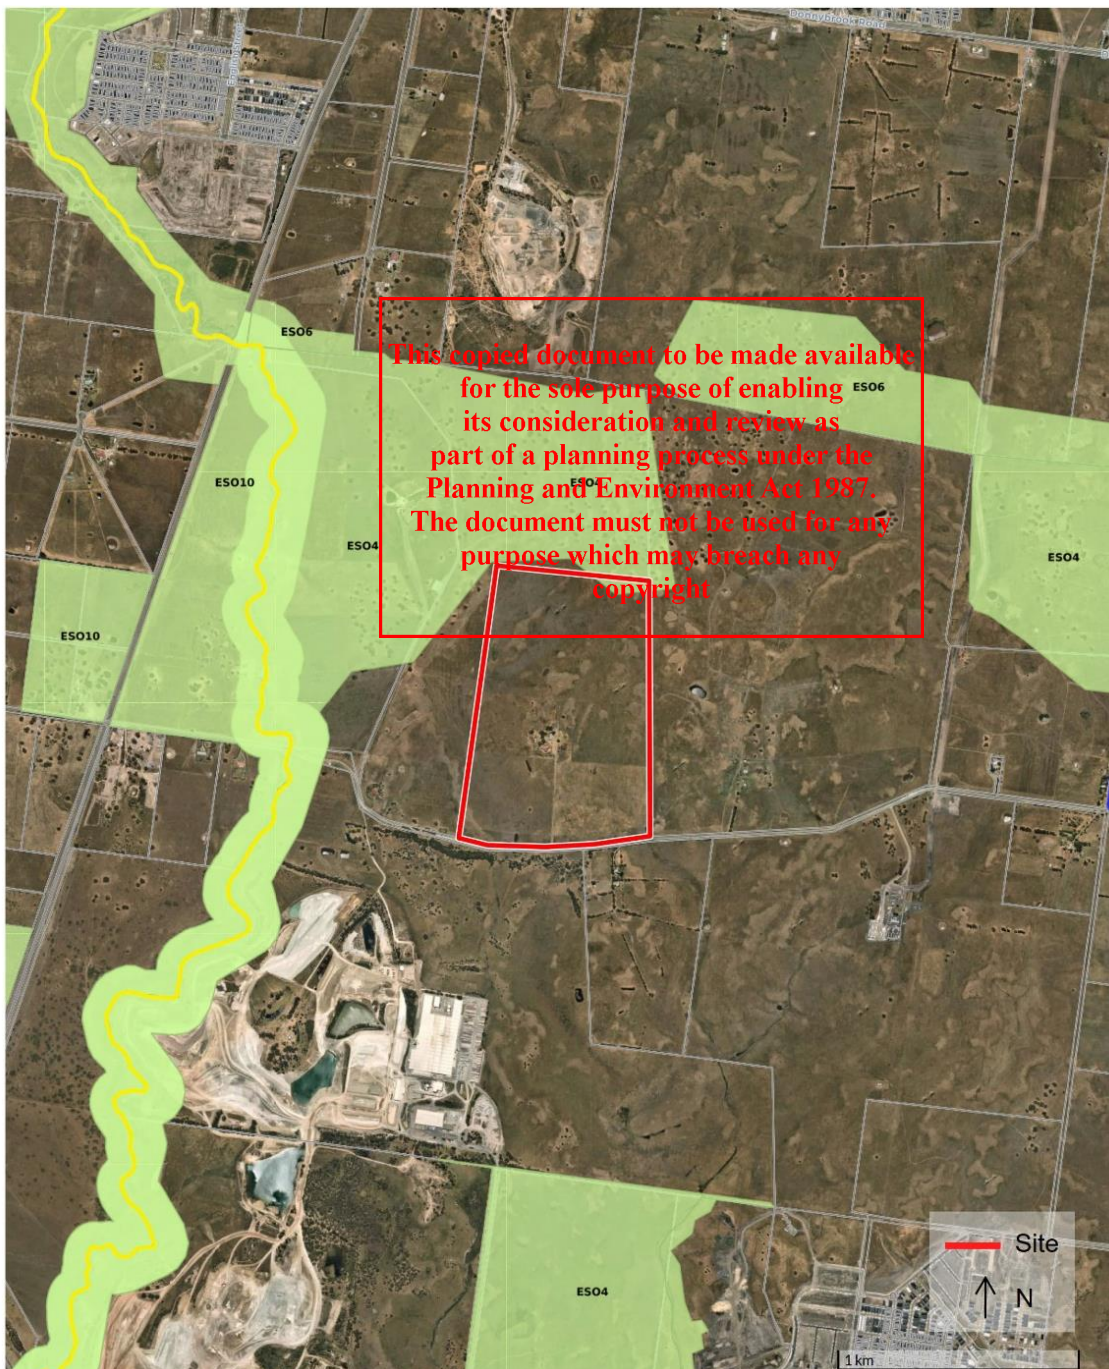 Donnybrook Road
ESO6
This copied document to be made available
for the sole purpose of enabling
its consideration and review as
part of a planning process under the
Planning and Environment Act 1987.
The document must not be used for any
purpose which may breach any
copyright
ESO6
ESO10
ESO4
ESO4
ESO4
ESO10
Site
N
ESO4
1 km